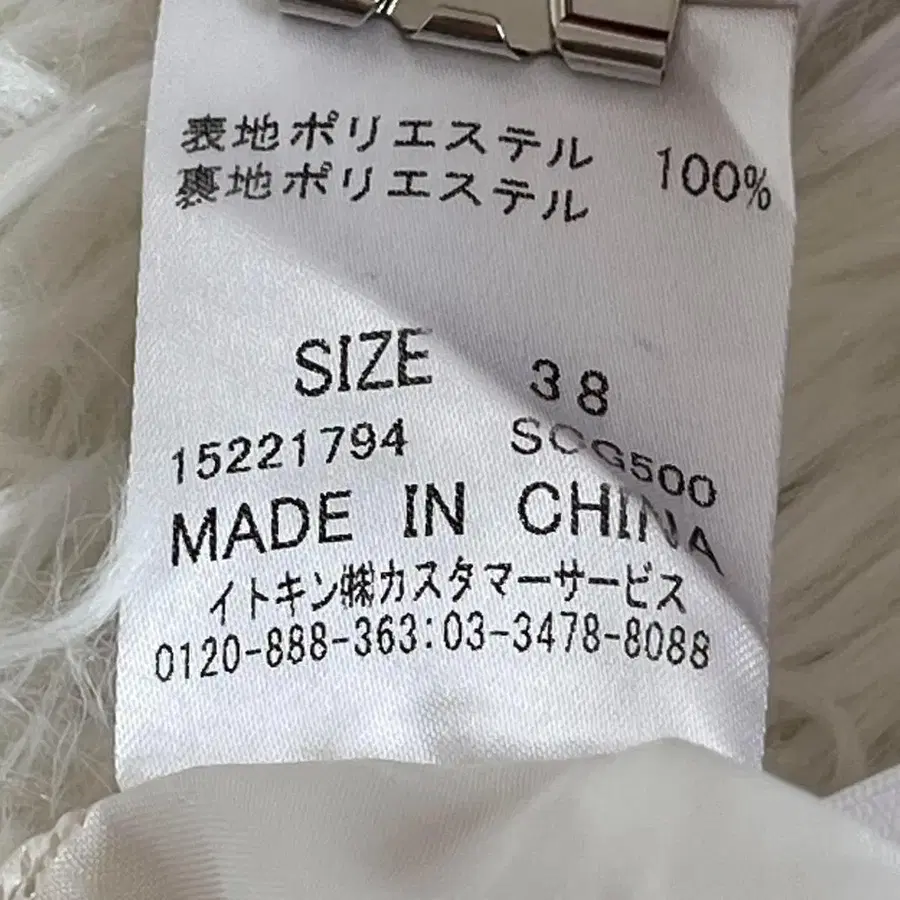 表地ポリエステル 100%
裏地ポリエステル
SIZE 38
15221794 SCG500
MADE IN CHINA
イトキン㈱カスタマーサービス
0120-888-363:03-3478-8088